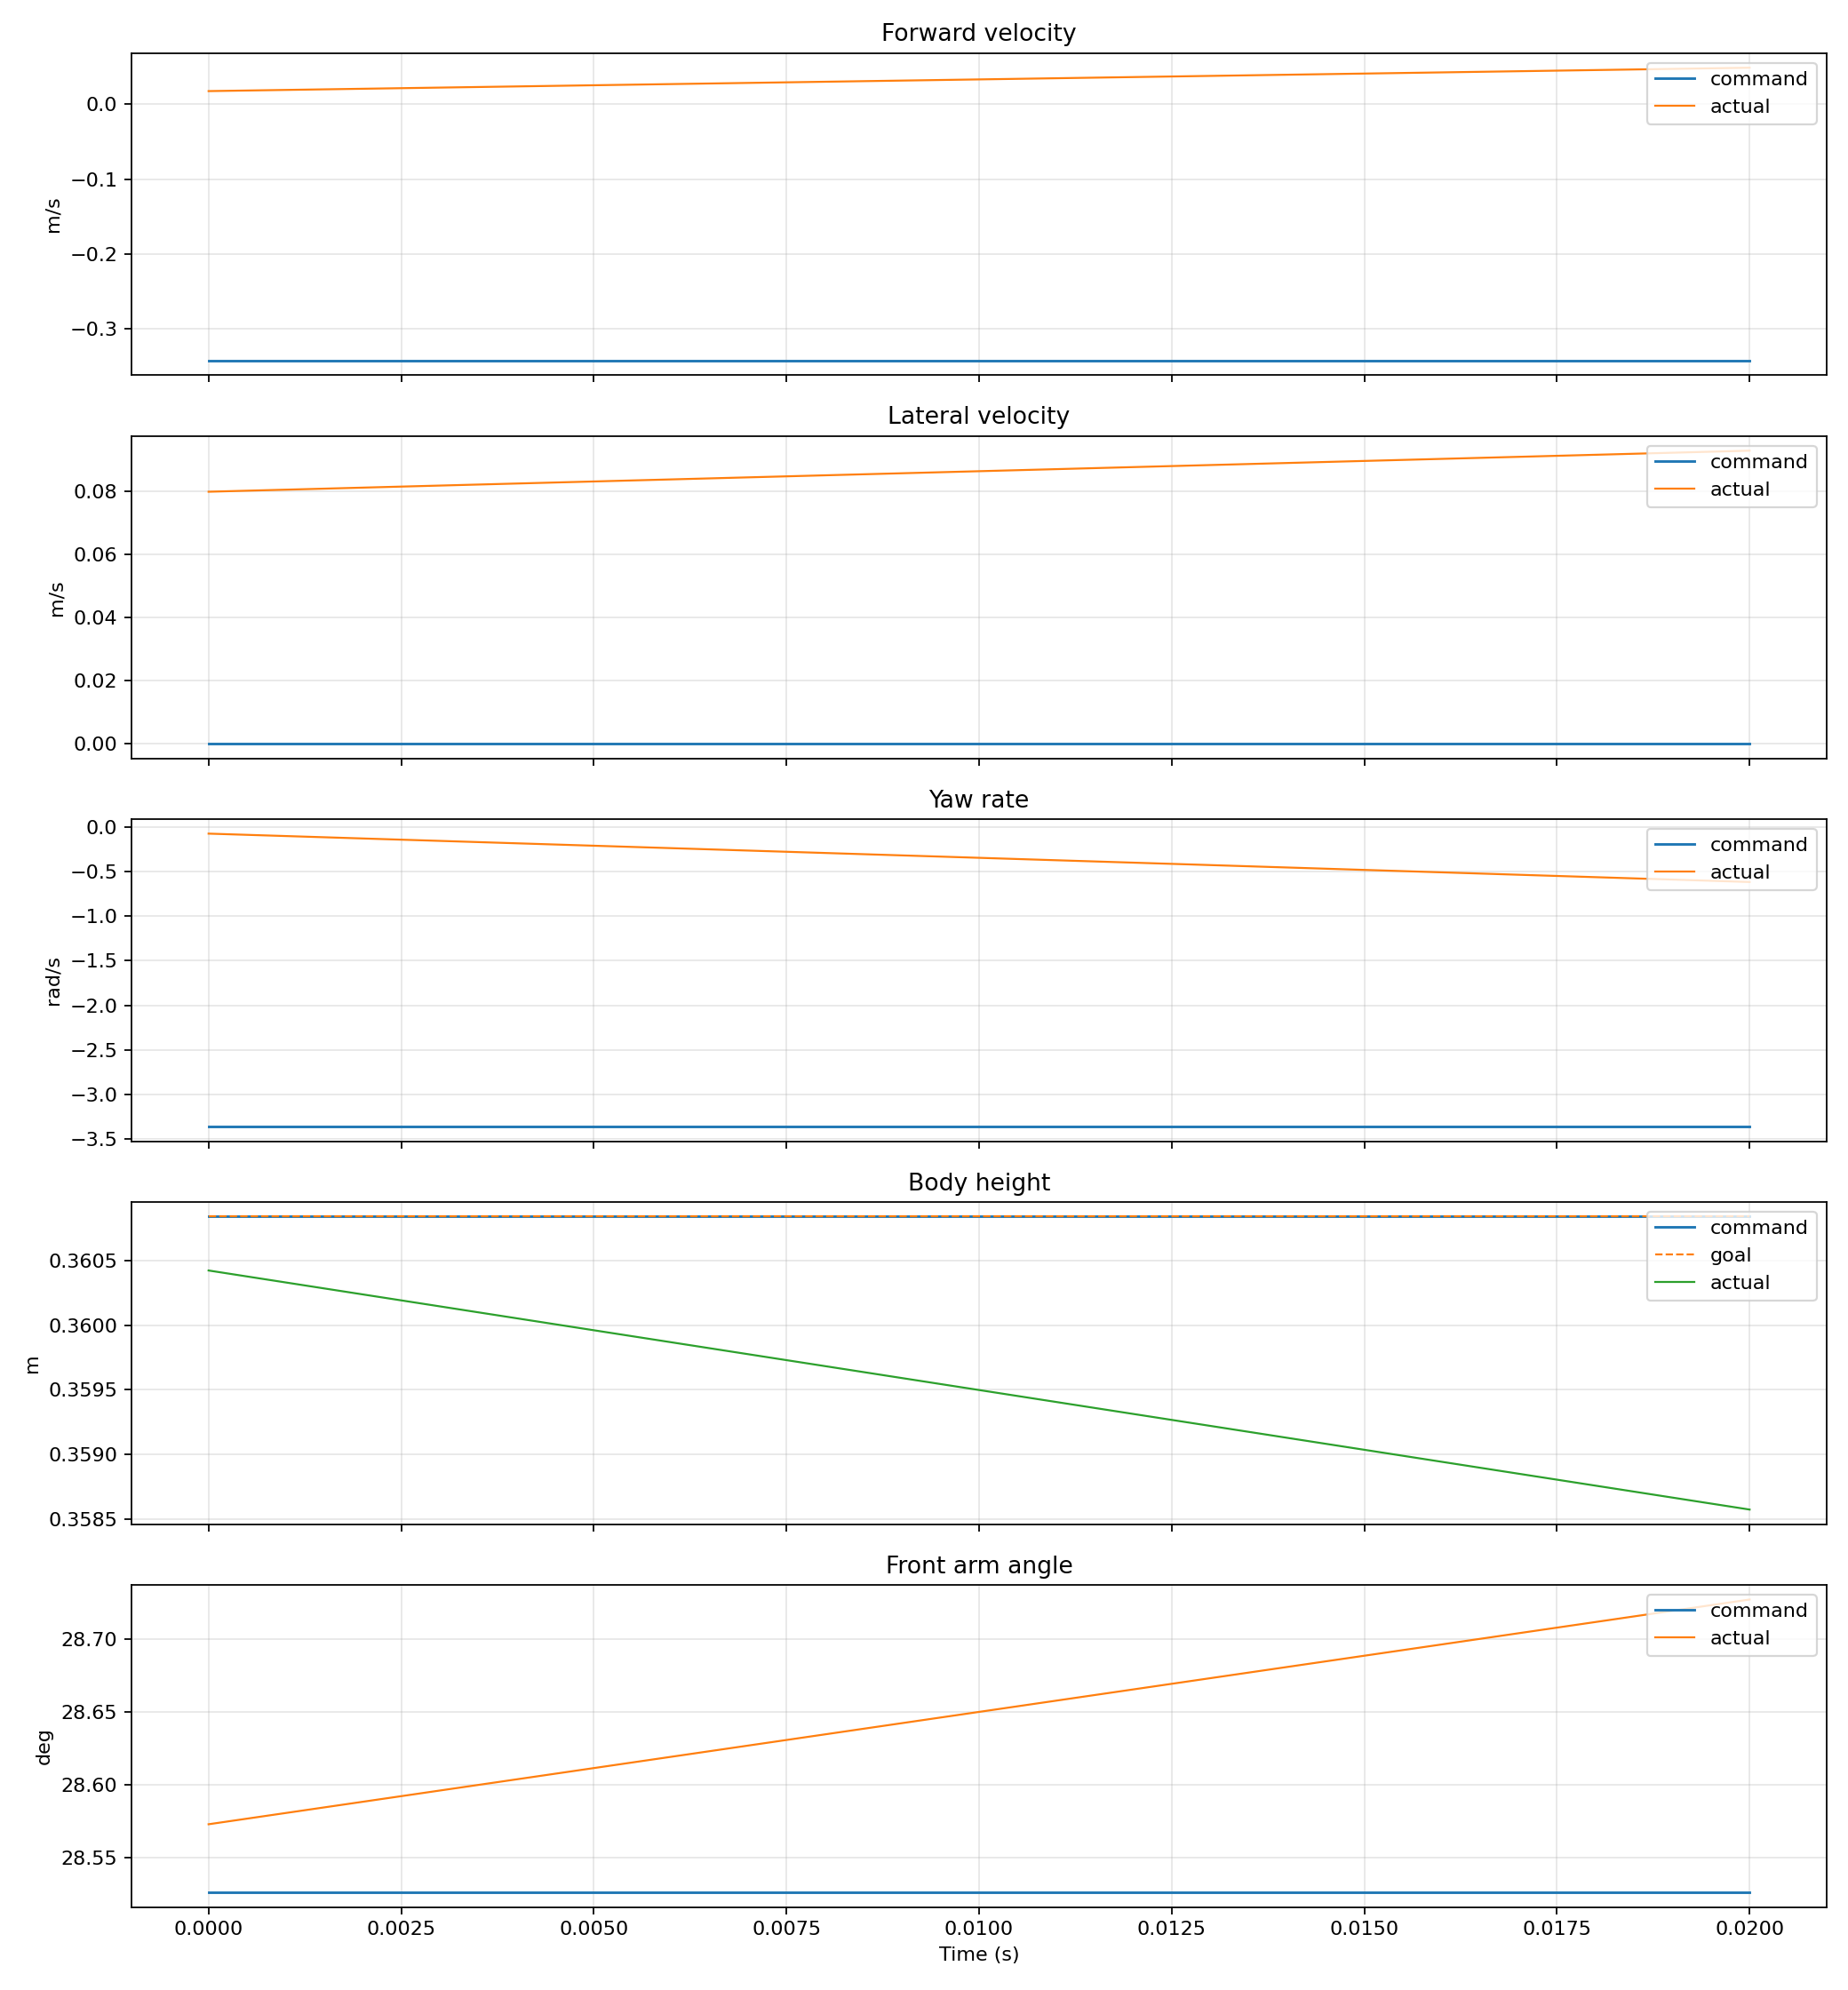 Forward velocity
0.0
−0.1
−0.2
−0.3
m/s
command
actual
Lateral velocity
0.08
0.06
0.04
0.02
0.00
m/s
command
actual
Yaw rate
0.0
−0.5
−1.0
−1.5
−2.0
−2.5
−3.0
−3.5
rad/s
command
actual
Body height
0.3605
0.3600
0.3595
0.3590
0.3585
m
command
goal
actual
Front arm angle
28.70
28.65
28.60
28.55
deg
command
actual
0.0000 0.0025 0.0050 0.0075 0.0100 0.0125 0.0150 0.0175 0.0200
Time (s)